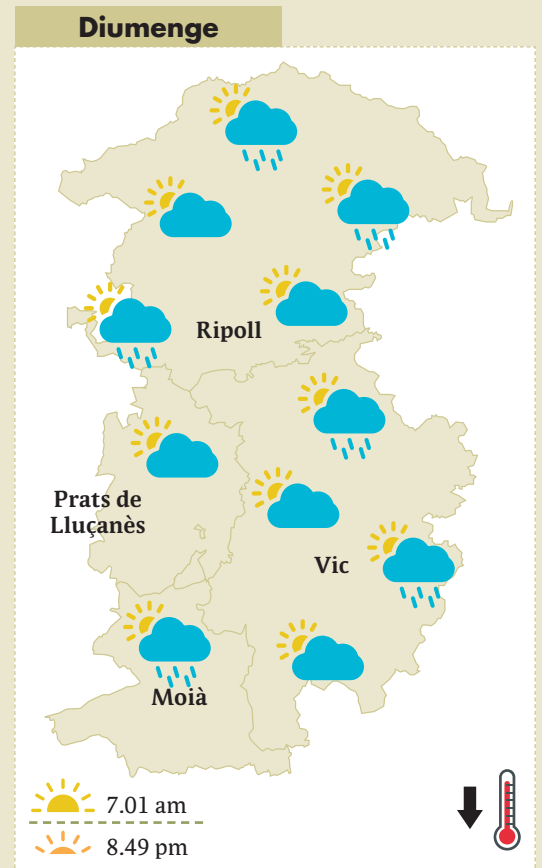 Diumenge
Ripoll
Prats de
Lluçanès
Vic
Moià
7.01 am
8.49 pm